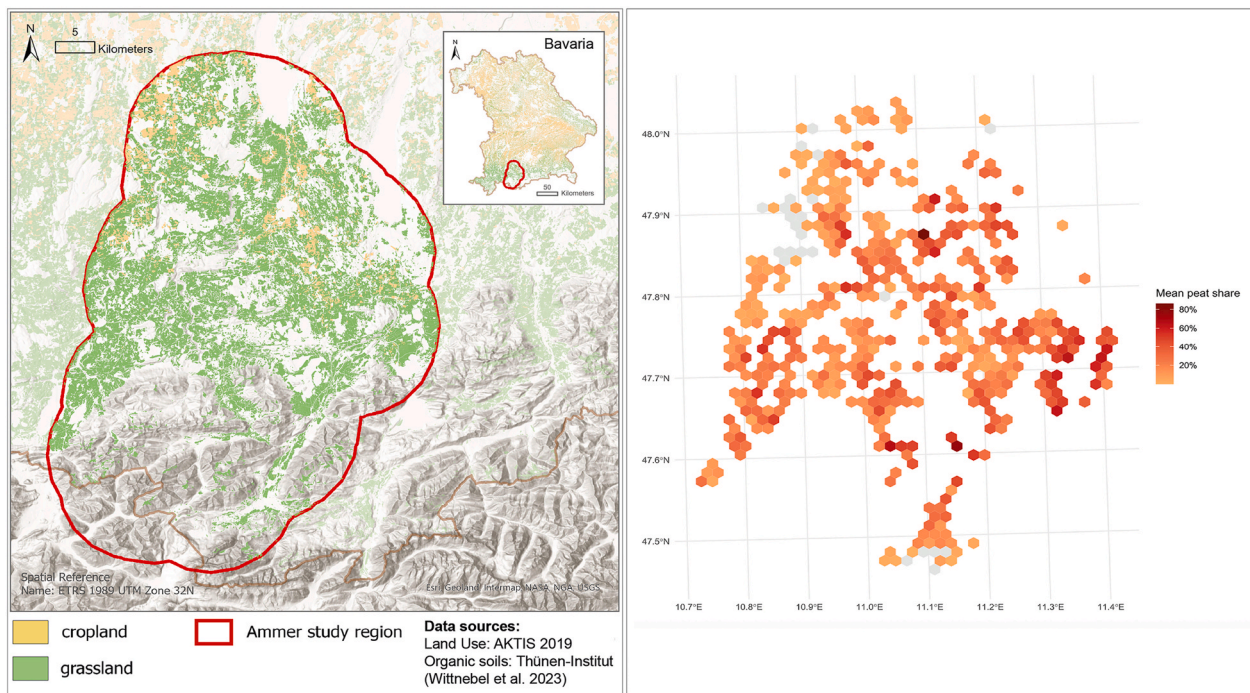 N
5
Kilometers
Bavaria
N
50
Kilometers
Spatial Reference
Name: ETRS 1989 UTM Zone 32N
Esri, Geoland, Intermap, NASA, NGA, USGS
cropland
grassland
Ammer study region
Data sources:
Land Use: AKTIS 2019
Organic soils: Thünen-Institut
(Wittnebel et al. 2023)
48.0°N
47.9°N
47.8°N
47.7°N
47.6°N
47.5°N
10.7°E 10.8°E 10.9°E 11.0°E 11.1°E 11.2°E 11.3°E 11.4°E
Mean peat share
80%
60%
40%
20%